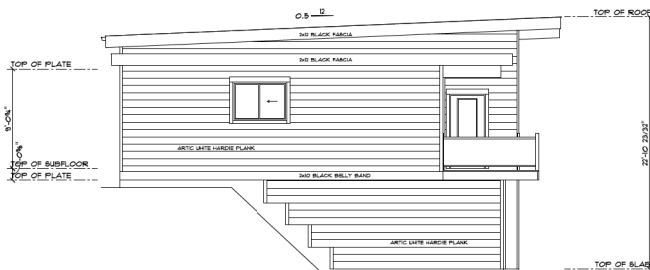 TOP OF ROOF
0.5 12
2x12 BLACK FASCIA
2x12 BLACK FASCIA
TOP OF PLATE
9'-0¾"
ARTIC WHITE HARDIE PLANK
22'-10 23/32"
TOP OF SUBFLOOR
TOP OF PLATE
2x10 BLACK BELLY BAND
ARTIC WHITE HARDIE PLANK
TOP OF SLAB